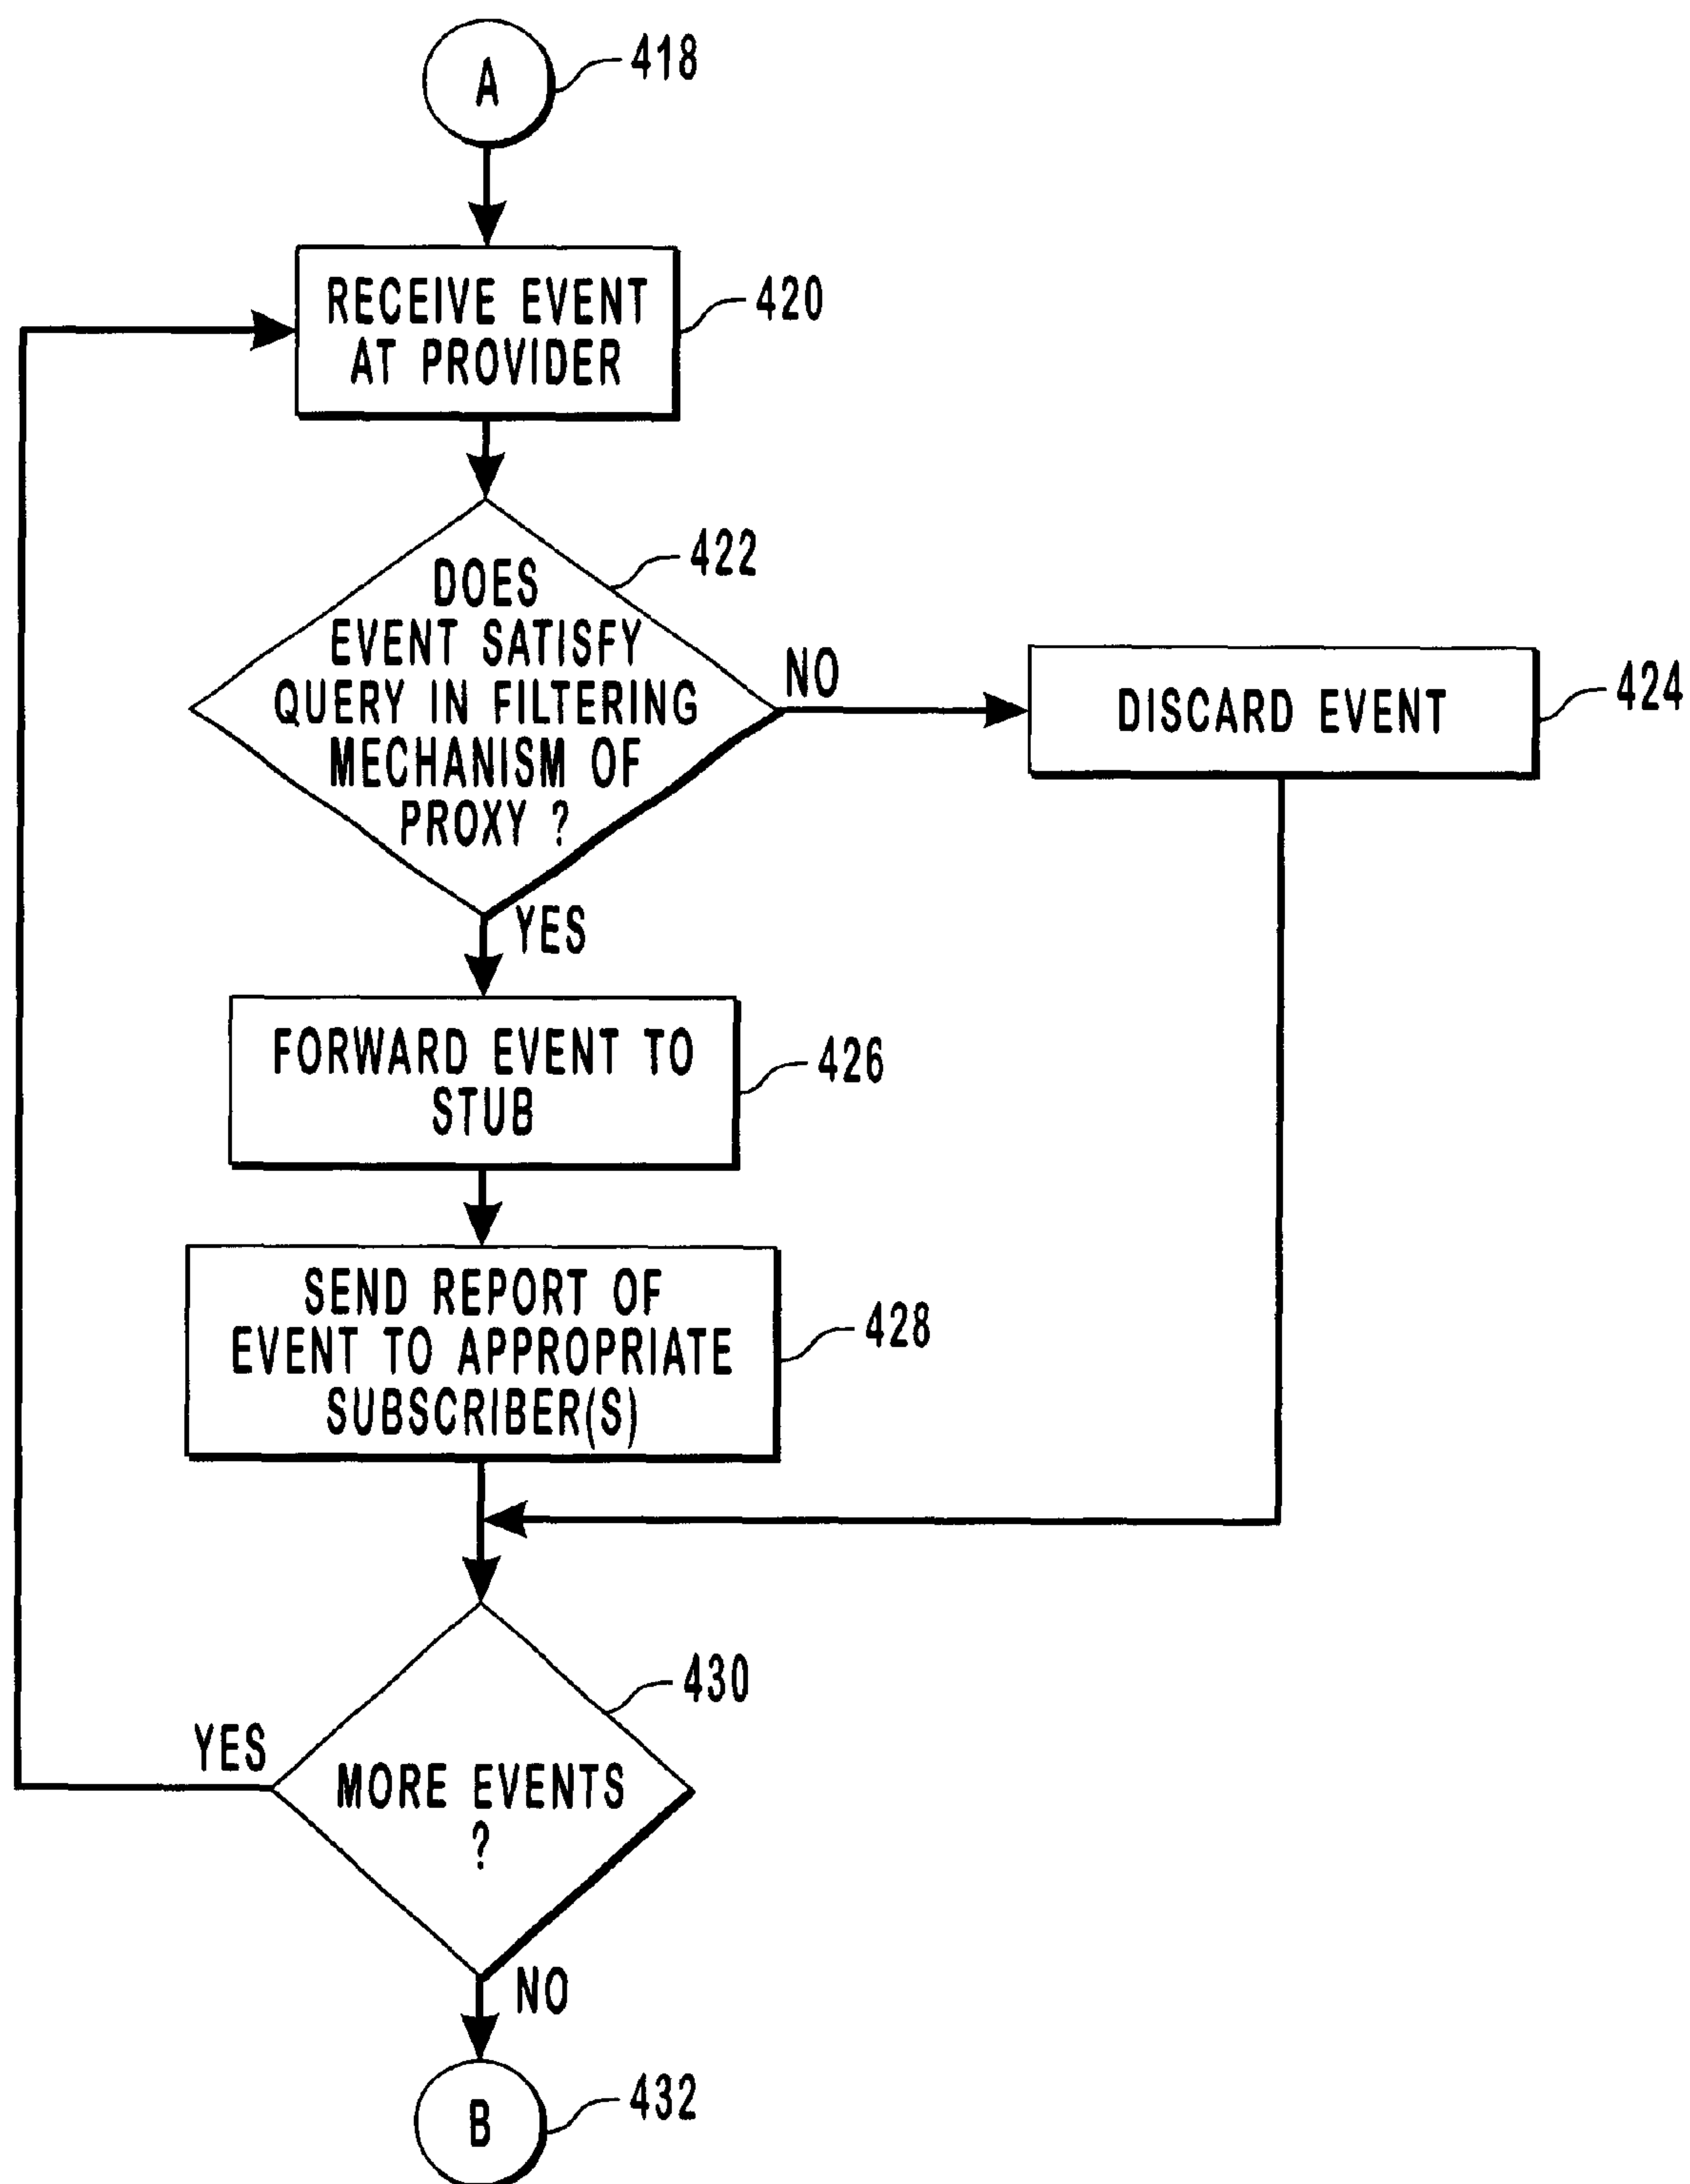 A
418
RECEIVE EVENT
AT PROVIDER
420
DOES
EVENT SATISFY
QUERY IN FILTERING
MECHANISM OF
PROXY ?
422
NO
DISCARD EVENT
424
YES
FORWARD EVENT TO
STUB
426
SEND REPORT OF
EVENT TO APPROPRIATE
SUBSCRIBER(S)
428
430
YES
MORE EVENTS
?
NO
B
432